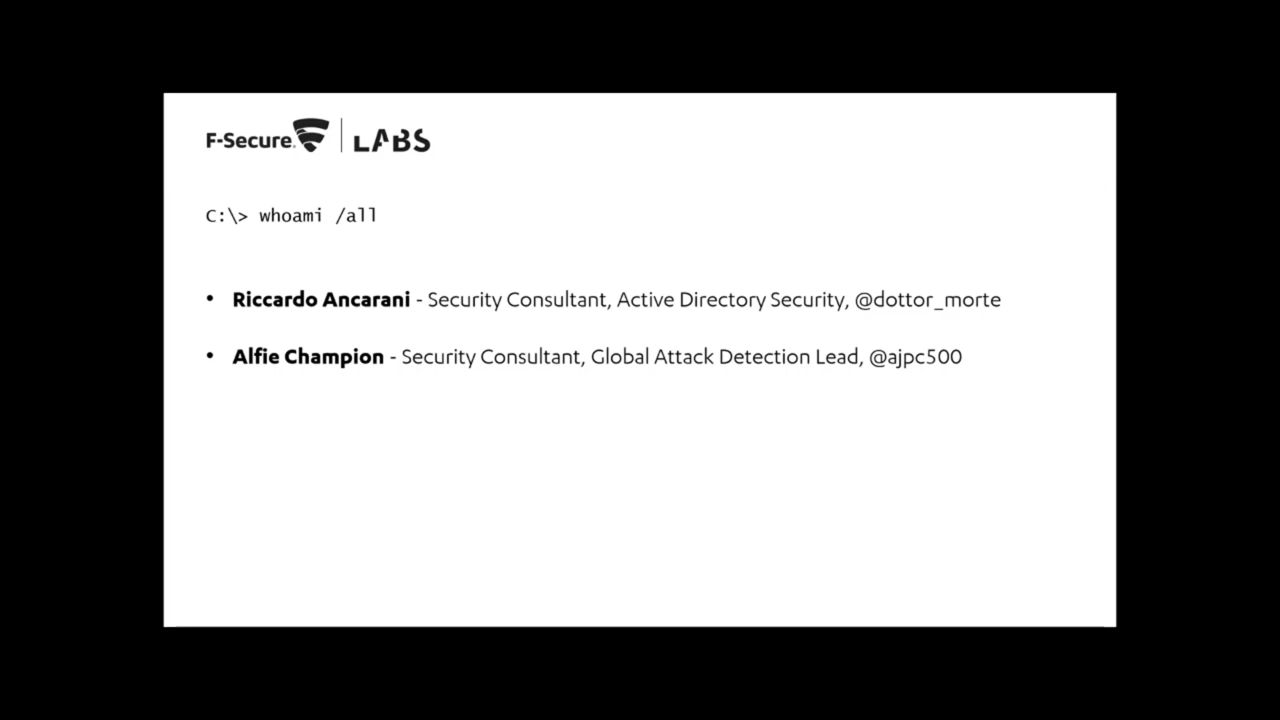 F-Secure. LABS
C:\> whoami /all
• Riccardo Ancarani - Security Consultant, Active Directory Security, @dottor_morte
• Alfie Champion - Security Consultant, Global Attack Detection Lead, @ajpc500